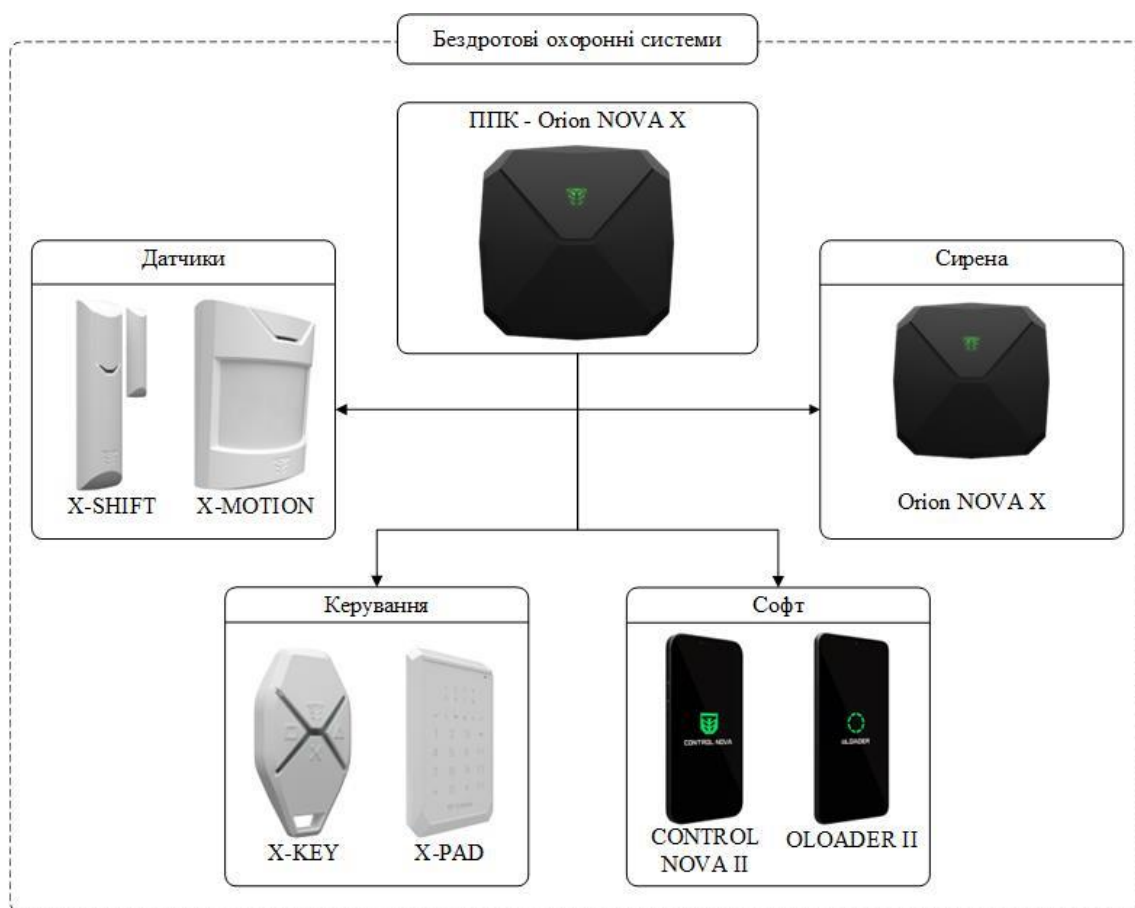 Бездротові охоронні системи
ППК - Orion NOVA X
Датчики
X-SHIFT
X-MOTION
Сирена
Orion NOVA X
Керування
X-KEY
X-PAD
Софт
CONTROL NOVA
OLOADER
CONTROL
NOVA II
OLOADER II